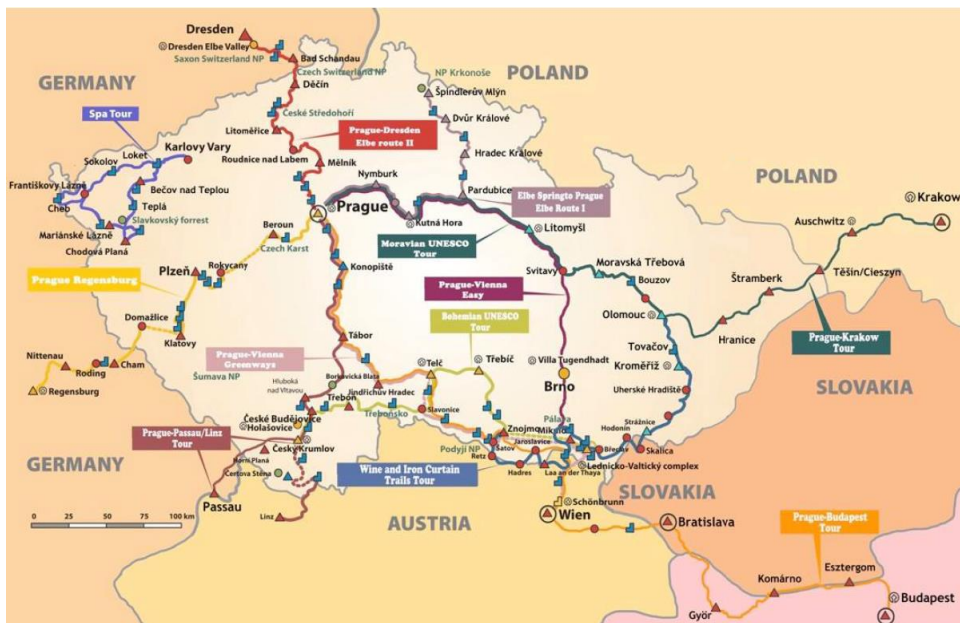 Dresden
Dresden Elbe Valley
Saxon Switzerland NP
Bad Schandau
Czech Switzerland NP
Děčín
GERMANY
POLAND
NP Krkonoše
Špindlerův Mlýn
České Středohoří
Dvůr Králové
Spa Tour
Litoměřice
Prague-Dresden
Elbe route II
Karlovy Vary
Loket
Sokolov
Roudnice nad Labem
Mělník
Hradec Králové
Františkovy Lázně
Cheb
Bečov nad Teplou
Teplá
Slavkovský forrest
Mariánské Lázně
Chodová Planá
Nymburk
Pardubice
POLAND
Krakow
Prague
Kutná Hora
Elbe Springto Prague
Elbe Route I
Beroun
Czech Karst
Litomyšl
Auschwitz
Moravian UNESCO
Tour
Plzeň
Rokycany
Konopiště
Svitavy
Moravská Třebová
Bouzov
Těšín/Cieszyn
Štramberk
Prague Regensburg
Prague-Vienna
Easy
Olomouc
Hranice
Prague-Krakow
Tour
Domažlice
Klatovy
Bohemian UNESCO
Tour
Tábor
Tovačov
Nittenau
Roding
Cham
Regensburg
Prague-Vienna
Greenways
Šumava NP
Telč
Třebíč
Villa Tugendhadt
Kroměříž
Brno
Borkovická Blata
Hluboká
nad Vltavou
Jindřichův Hradec
Třeboň
Třeboňsko
Uherské Hradiště
SLOVAKIA
České Budějovice
Holašovice
Slavonice
Znojmo
Pálava
Mikulov
Hodonín
Strážnice
Prague-Passau/Linz
Tour
Český Krumlov
Podyjí NP
Šatov
Jaroslavice
Břeclav
Skalica
GERMANY
Horní Planá
Čertova Stěna
Wine and Iron Curtain
Trails Tour
Retz
Hadres
Laa an der Thaya
Lednicko-Valtický complex
SLOVAKIA
Passau
Linz
AUSTRIA
Schönbrunn
Wien
Bratislava
Prague-Budapest
Tour
0 25 50 75 100 km
Györ
Komárno
Esztergom
Budapest